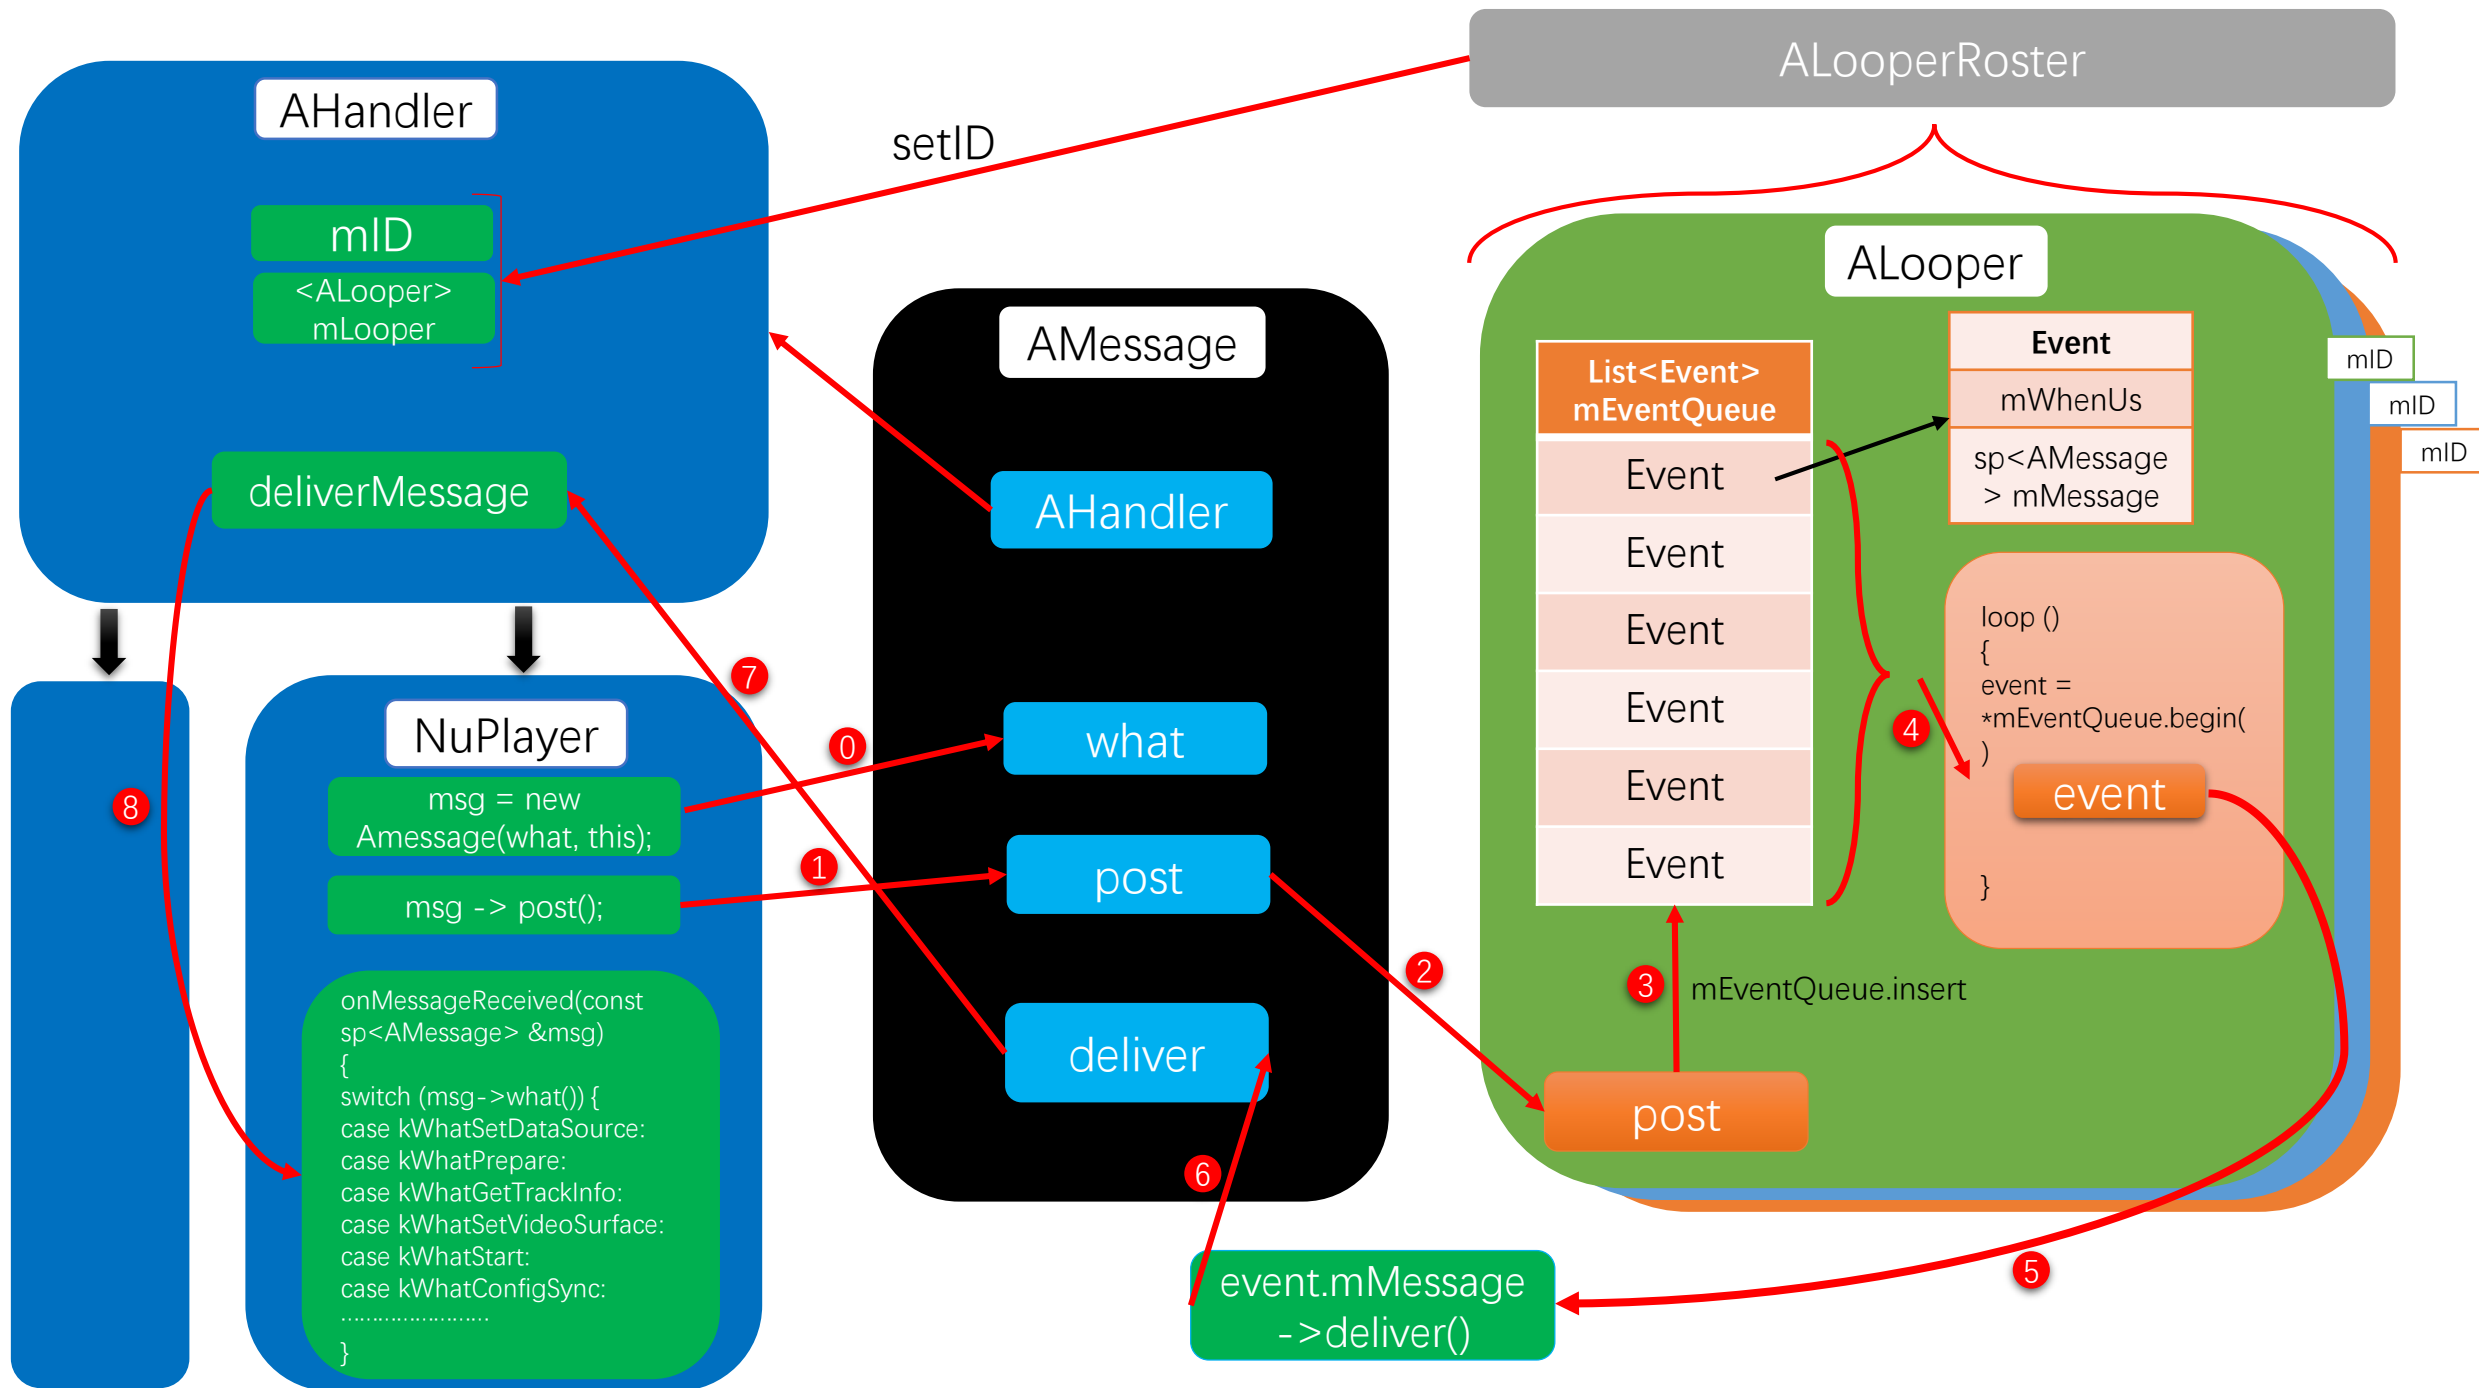 ALooperRoster
AHandler
setID
mID
<ALooper>
mLooper
deliverMessage
AMessage
AHandler
what
post
deliver
ALooper
List<Event>
mEventQueue
Event
Event
Event
Event
Event
Event
Event
mWhenUs
sp<AMessage
> mMessage
mID
mID
mID
loop ()
{
event =
*mEventQueue.begin(
)
event
}
4
3
mEventQueue.insert
2
post
7
0
1
8
NuPlayer
msg = new
Amessage(what, this);
msg -> post();
onMessageReceived(const
sp<AMessage> &msg)
{
switch (msg->what()) {
case kWhatSetDataSource:
case kWhatPrepare:
case kWhatGetTrackInfo:
case kWhatSetVideoSurface:
case kWhatStart:
case kWhatConfigSync:
........................
}
6
5
event.mMessage
->deliver()